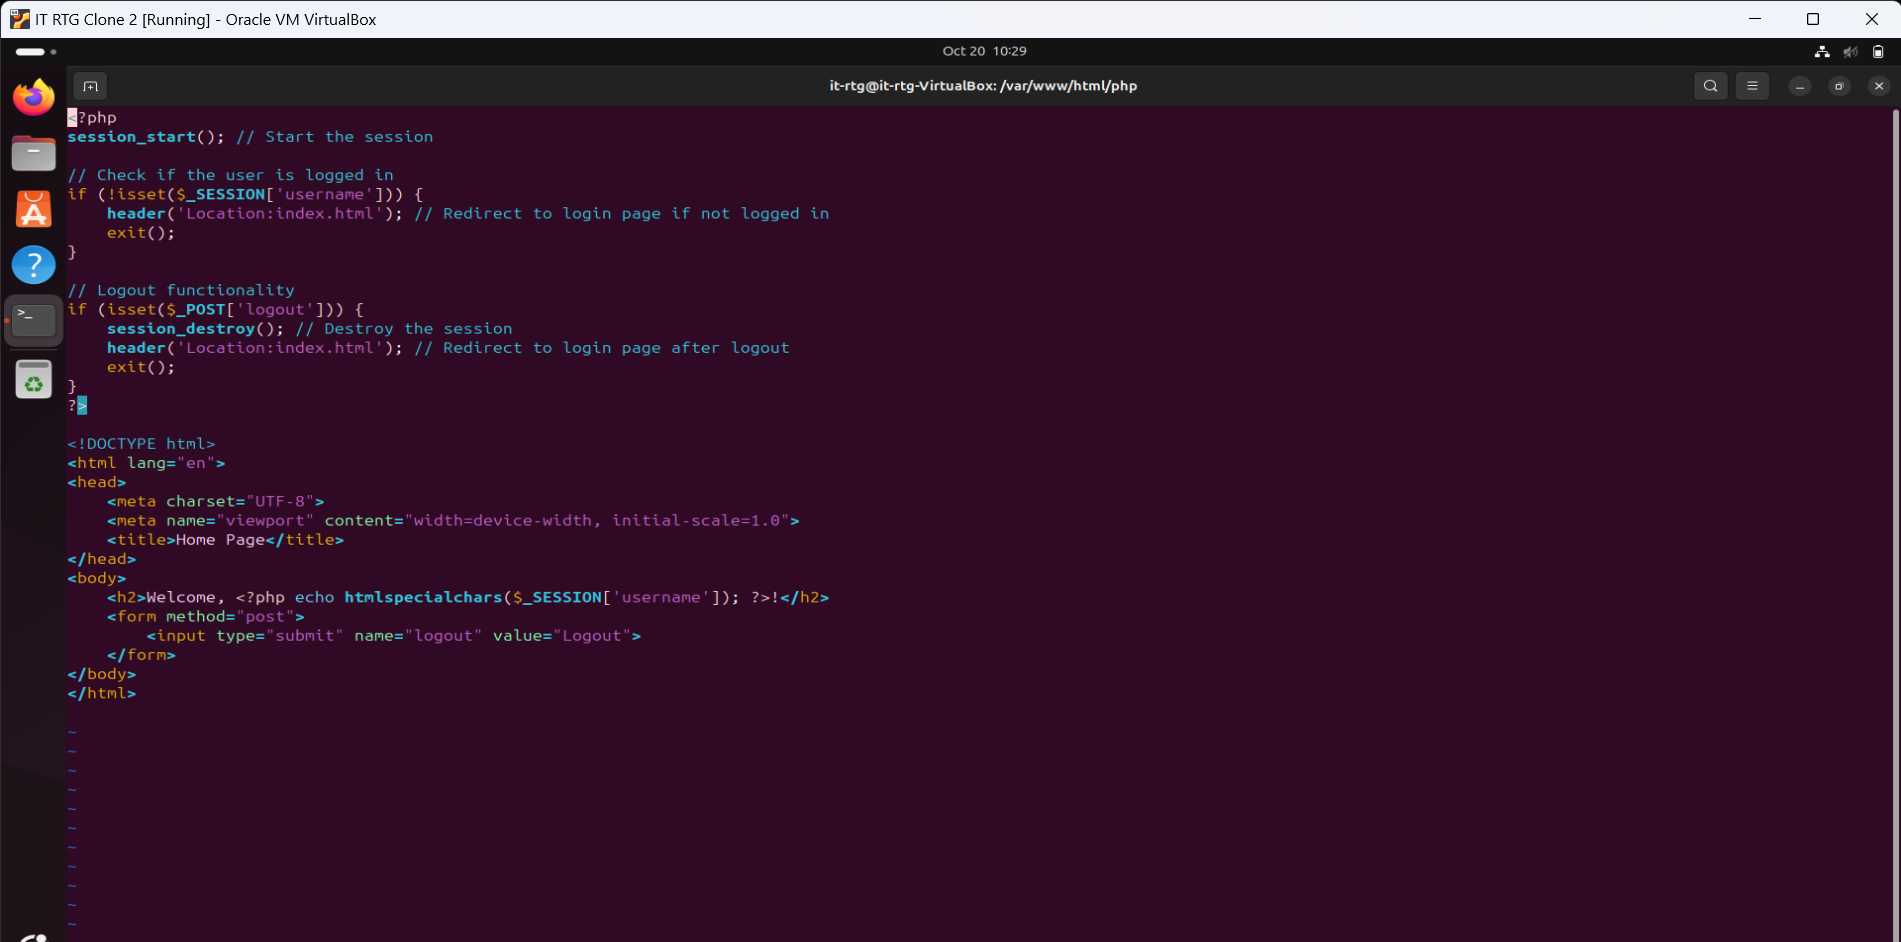 IT RTG Clone 2 [Running] - Oracle VM VirtualBox
Oct 20 10:29
it-rtg@it-rtg-VirtualBox: /var/www/html/php
<?php
session_start(); // Start the session
// Check if the user is logged in
if (!isset($_SESSION['username'])) {
    header('Location:index.html'); // Redirect to login page if not logged in
    exit();
}
// Logout functionality
if (isset($_POST['logout'])) {
    session_destroy(); // Destroy the session
    header('Location:index.html'); // Redirect to login page after logout
    exit();
}
?>
<!DOCTYPE html>
<html lang="en">
<head>
    <meta charset="UTF-8">
    <meta name="viewport" content="width=device-width, initial-scale=1.0">
    <title>Home Page</title>
</head>
<body>
    <h2>Welcome, <?php echo htmlspecialchars($_SESSION['username']); ?>!</h2>
    <form method="post">
        <input type="submit" name="logout" value="Logout">
    </form>
</body>
</html>
~
~
~
~
~
~
~
~
~
~
~